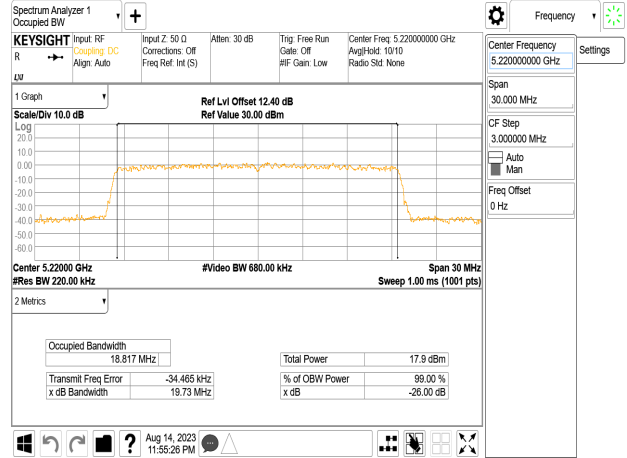 Spectrum Analyzer 1
Occupied BW
Frequency
KEYSIGHT
R
LXI
Input: RF
Coupling: DC
Align: Auto
Input Z: 50 Ω
Corrections: Off
Freq Ref: Int (S)
Atten: 30 dB
Trig: Free Run
Gate: Off
#IF Gain: Low
Center Freq: 5.220000000 GHz
Avg|Hold: 10/10
Radio Std: None
Center Frequency
5.220000000 GHz
Settings
Span
30.000 MHz
CF Step
3.000000 MHz
Auto
Man
Freq Offset
0 Hz
1 Graph
Ref Lvl Offset 12.40 dB
Scale/Div 10.0 dB
Ref Value 30.00 dBm
Log
20.0
10.0
0.00
-10.0
-20.0
-30.0
-40.0
-50.0
-60.0
Center 5.22000 GHz
#Video BW 680.00 kHz
Span 30 MHz
#Res BW 220.00 kHz
Sweep 1.00 ms (1001 pts)
2 Metrics
Occupied Bandwidth
18.817 MHz
Total Power 17.9 dBm
Transmit Freq Error -34.465 kHz
% of OBW Power 99.00 %
x dB Bandwidth 19.73 MHz
x dB -26.00 dB
Aug 14, 2023
11:55:26 PM